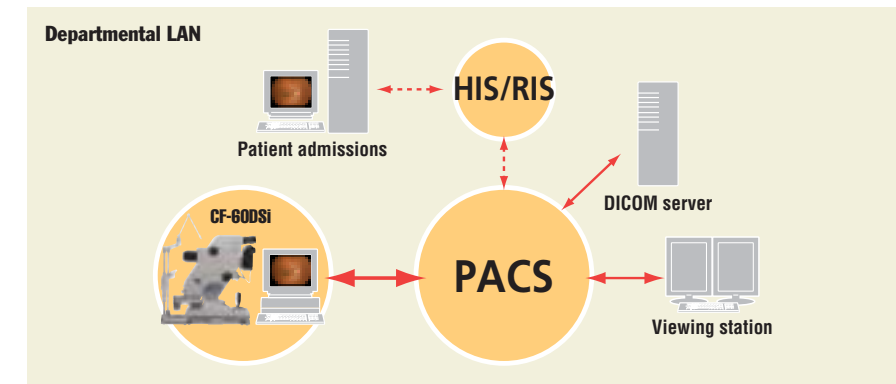 Departmental LAN
HIS/RIS
Patient admissions
DICOM server
CF-60DSi
PACS
Viewing station